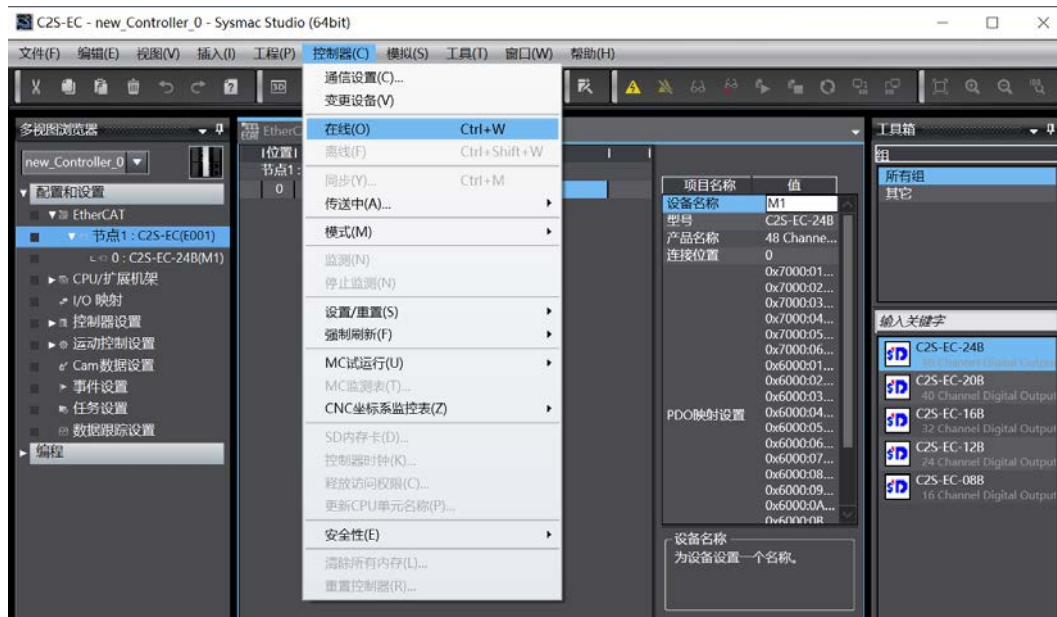 C2S-EC - new_Controller_0 - Sysmac Studio (64bit)
文件(F) 编辑(E) 视图(V) 插入(I) 工程(P) 控制器(C) 模拟(S) 工具(T) 窗口(W) 帮助(H)
通信设置(C)...
变更设备(V)
在线(O) Ctrl+W
离线(F) Ctrl+Shift+W
同步(Y)... Ctrl+M
传送中(A)...
模式(M)
监测(N)
停止监测(N)
设置/重置(S)
强制刷新(F)
MC试运行(U)
MC监测表(T)...
CNC坐标系监控表(Z)
SD内存卡(D)...
控制器时钟(K)...
释放访问权限(C)...
更新CPU单元名称(P)...
安全性(E)
清除所有内存(L)...
重置控制器(R)...
多视图浏览器
new_Controller_0
配置和设置
EtherCAT
节点1 : C2S-EC(E001)
0 : C2S-EC-24B(M1)
CPU/扩展机架
I/O 映射
控制器设置
运动控制设置
Cam数据设置
事件设置
任务设置
数据跟踪设置
编程
EtherC
位置
节点1 :
0
项目名称 值
设备名称 M1
型号 C2S-EC-24B
产品名称 48 Channe...
连接位置 0
PDO映射设置
0x7000:01...
0x7000:02...
0x7000:03...
0x7000:04...
0x7000:05...
0x7000:06...
0x6000:01...
0x6000:02...
0x6000:03...
0x6000:04...
0x6000:05...
0x6000:06...
0x6000:07...
0x6000:08...
0x6000:09...
0x6000:0A...
0x6000:0B
设备名称
为设备设置一个名称。
工具箱
组
所有组
其它
输入关键字
C2S-EC-24B
C2S-EC-20B
40 Channel Digital Output
C2S-EC-16B
32 Channel Digital Output
C2S-EC-12B
24 Channel Digital Output
C2S-EC-08B
16 Channel Digital Output